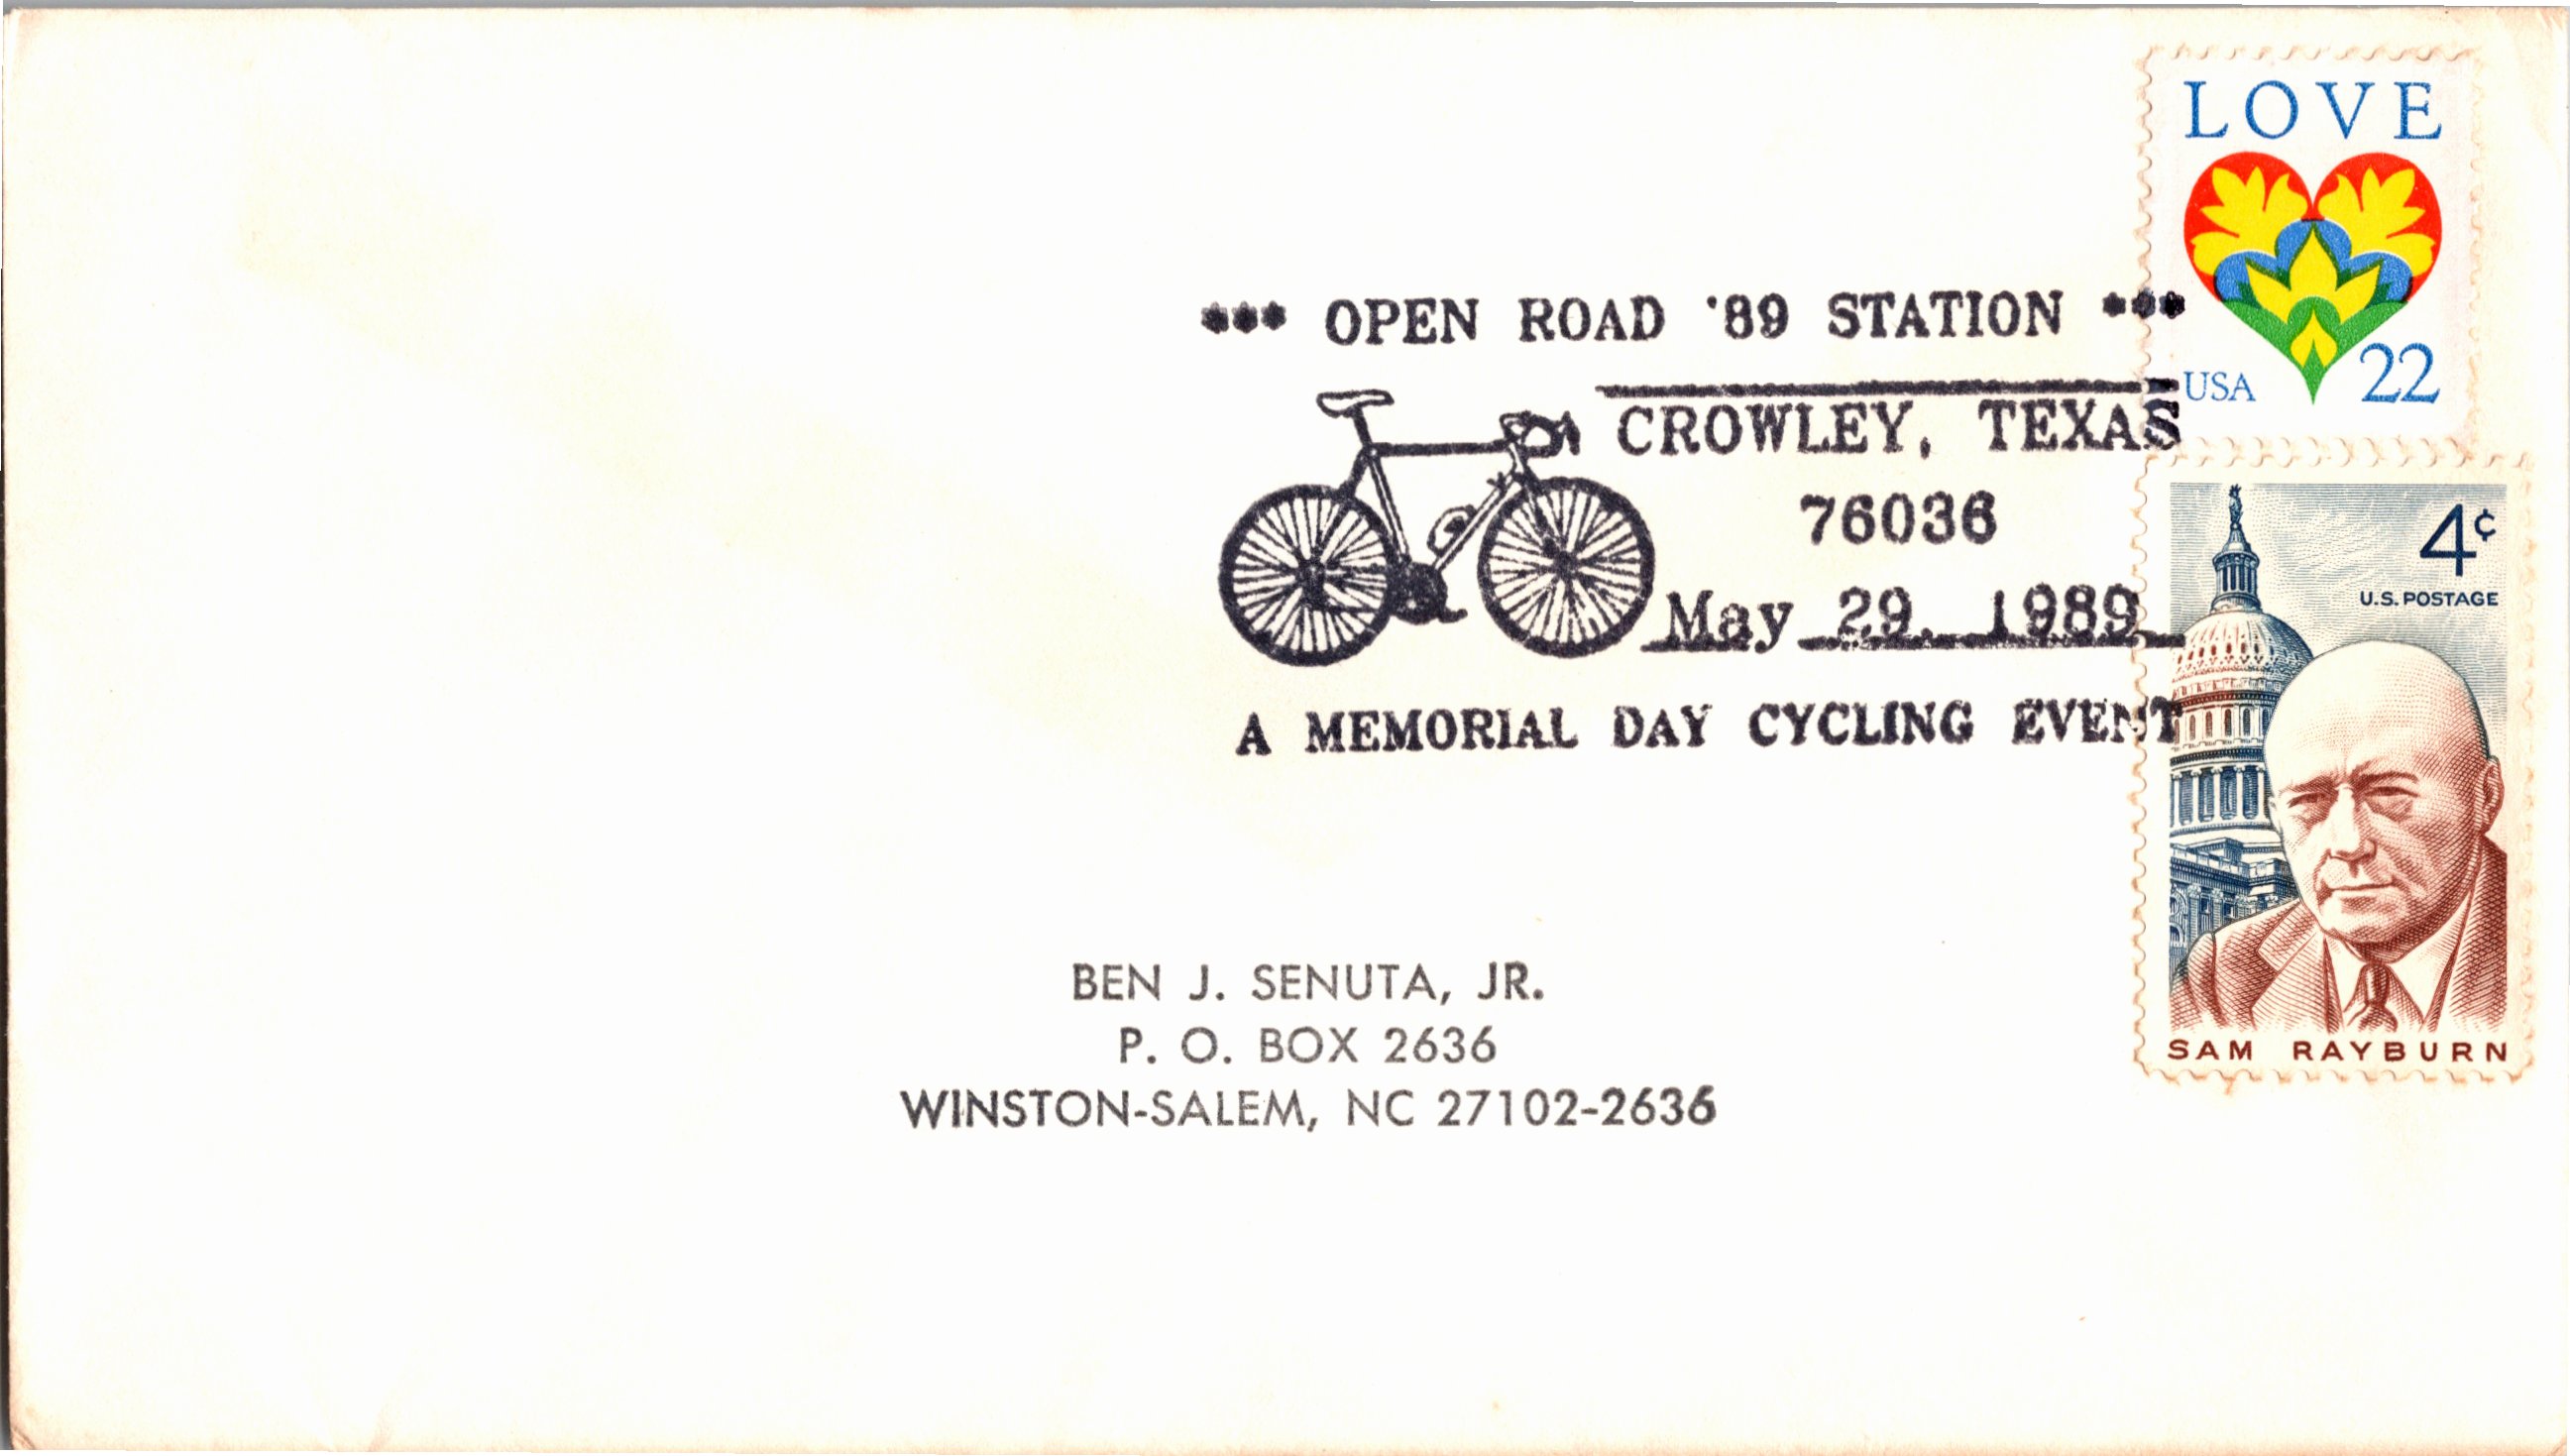 LOVE
USA 22
*** OPEN ROAD '89 STATION ***
CROWLEY, TEXAS
76036
May 29, 1989
A MEMORIAL DAY CYCLING EVENT
4¢
U.S. POSTAGE
SAM RAYBURN
BEN J. SENUTA, JR.
P. O. BOX 2636
WINSTON-SALEM, NC 27102-2636